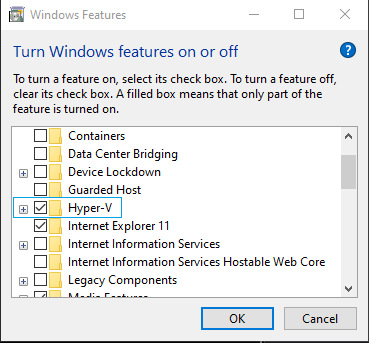 Windows Features
Turn Windows features on or off
To turn a feature on, select its check box. To turn a feature off,
clear its check box. A filled box means that only part of the
feature is turned on.
Containers
Data Center Bridging
Device Lockdown
Guarded Host
Hyper-V
Internet Explorer 11
Internet Information Services
Internet Information Services Hostable Web Core
Legacy Components
Media Features
OK
Cancel